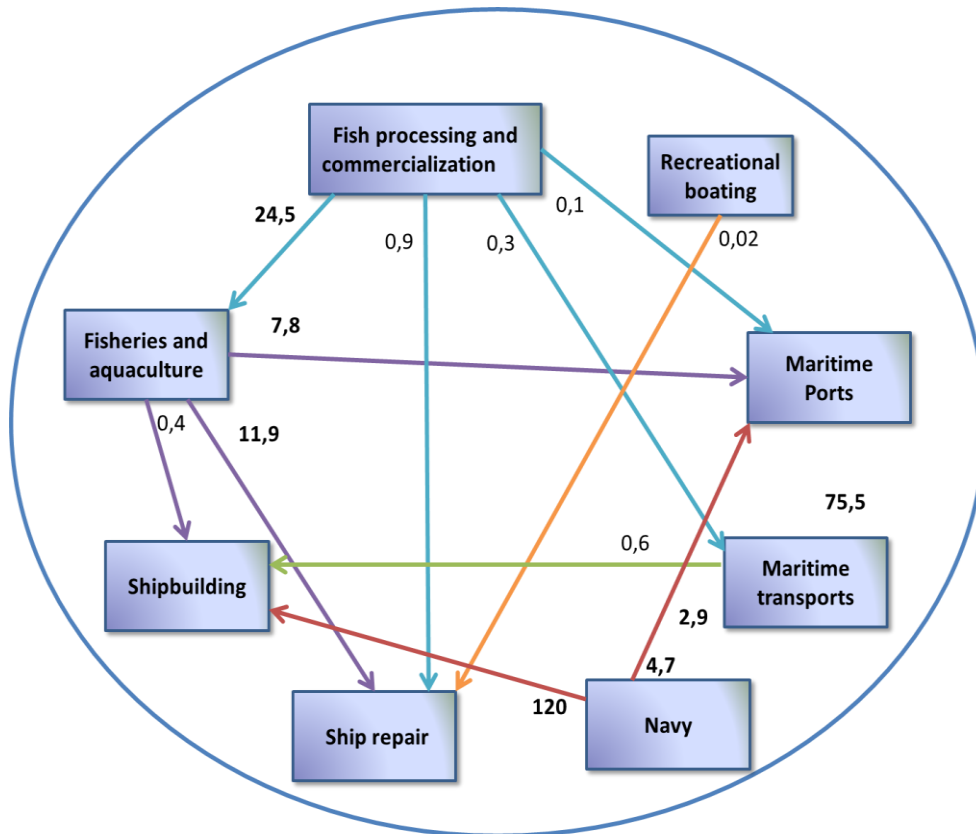 Fish processing and
commercialization
Recreational
boating
0,1
24,5
0,9
0,3
0,02
Fisheries and
aquaculture
7,8
Maritime
Ports
0,4
11,9
75,5
0,6
Shipbuilding
Maritime
transports
2,9
4,7
120
Navy
Ship repair